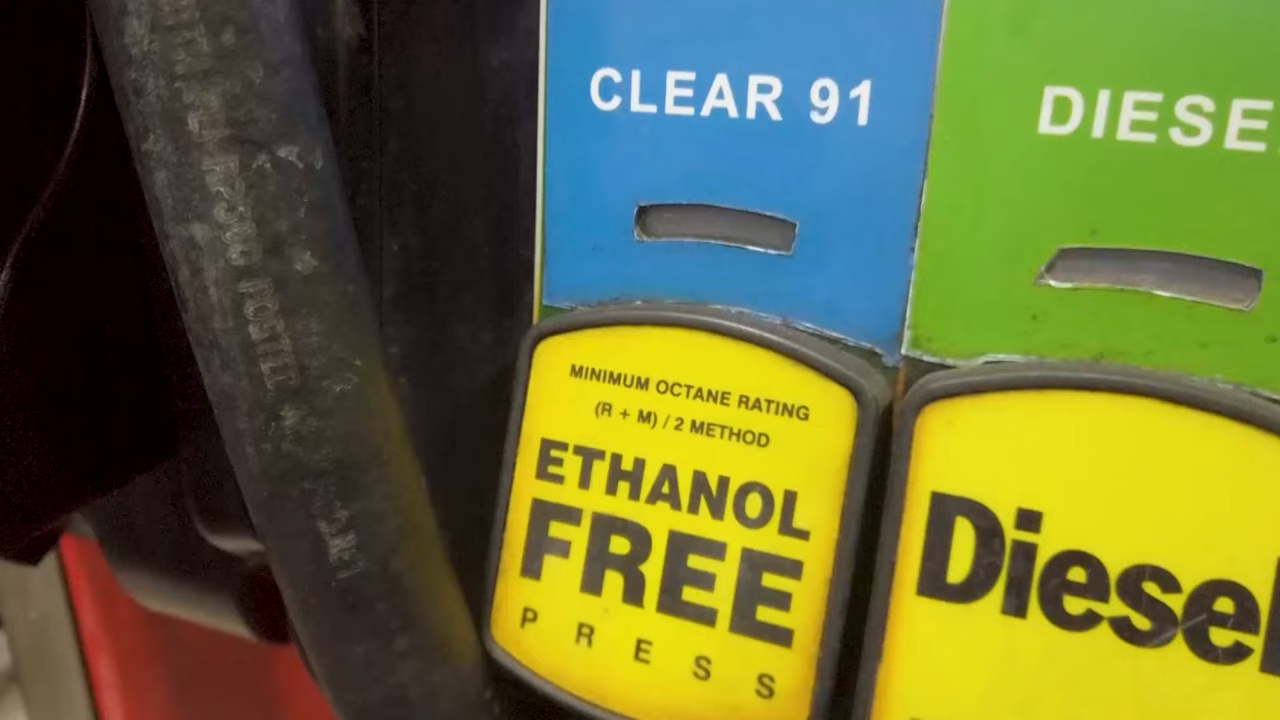 CLEAR 91
DIESE
MINIMUM OCTANE RATING
(R + M) / 2 METHOD
ETHANOL
FREE
PRESS
Diesel